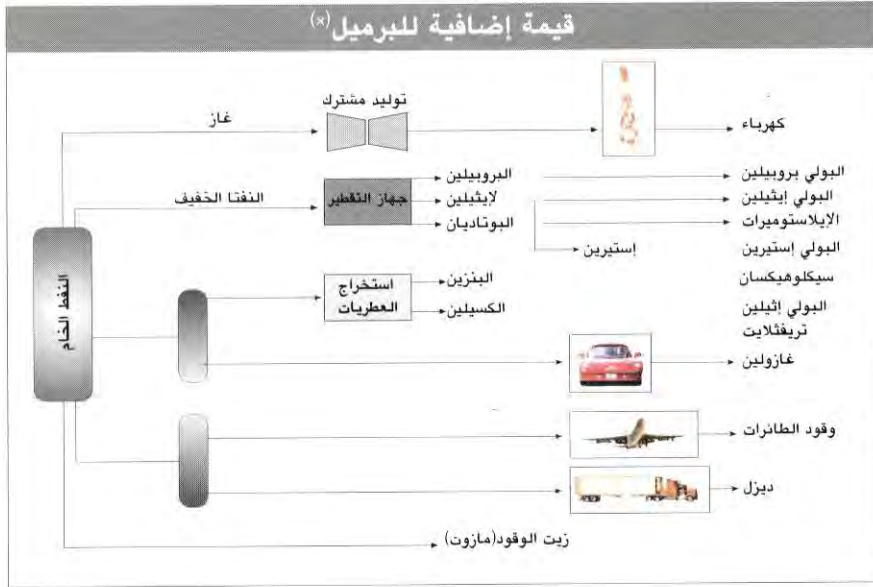 قيمة إضافية للبرميل(×)
غاز
توليد مشترك
كهرباء
النفتا الخفيف
جهاز التقطير
البروبيلين
لإيثيلين
البوتاديان
البولي بروبيلين
البولي إيثيلين
الإيلاستوميرات
إستيرين
البولي إستيرين
النفط الخام
استخراج
العطريات
البنزين
الكسيلين
سيكلوهيكسان
البولي إثيلين
تريفثلايت
غازولين
وقود الطائرات
ديزل
زيت الوقود(مازوت)